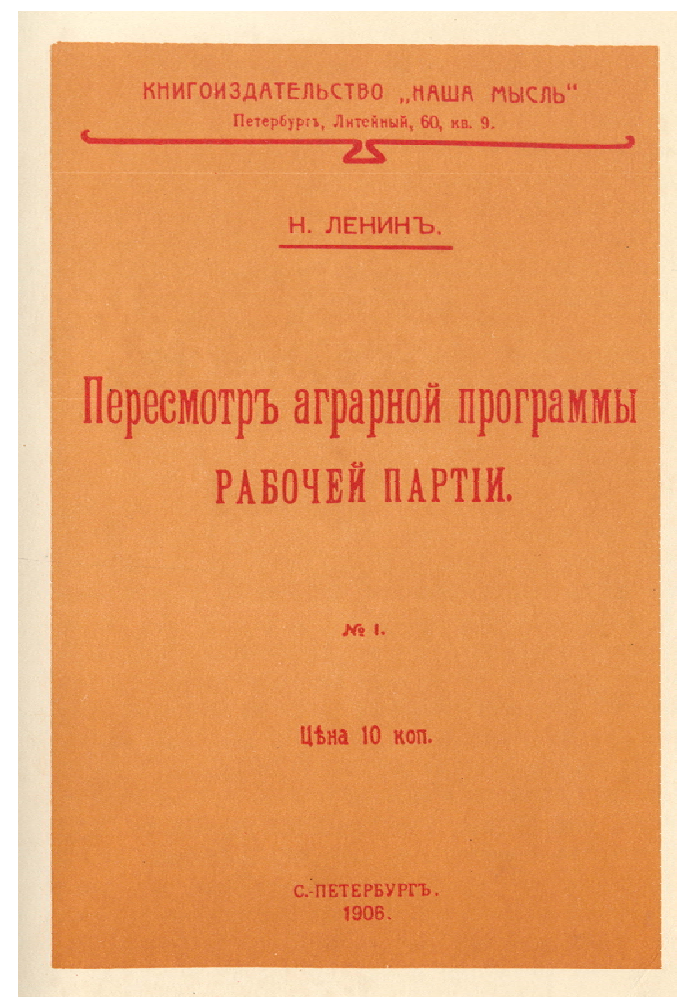 КНИГОИЗДАТЕЛЬСТВО „НАША МЫСЛЬ“
Петербургъ, Литейный, 60, кв. 9.
Н. ЛЕНИНЪ.
Пересмотръ аграрной программы
РАБОЧЕЙ ПАРТІИ.
№ I.
Цѣна 10 коп.
С.-ПЕТЕРБУРГЪ.
1906.